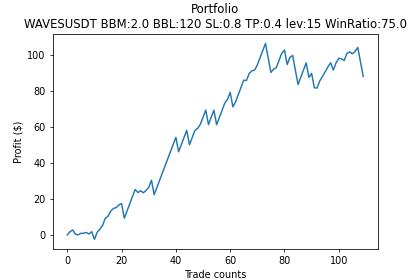 Portfolio
WAVESUSDT BBM:2.0 BBL:120 SL:0.8 TP:0.4 lev:15 WinRatio:75.0
Profit ($)
100
80
60
40
20
0
0 20 40 60 80 100
Trade counts